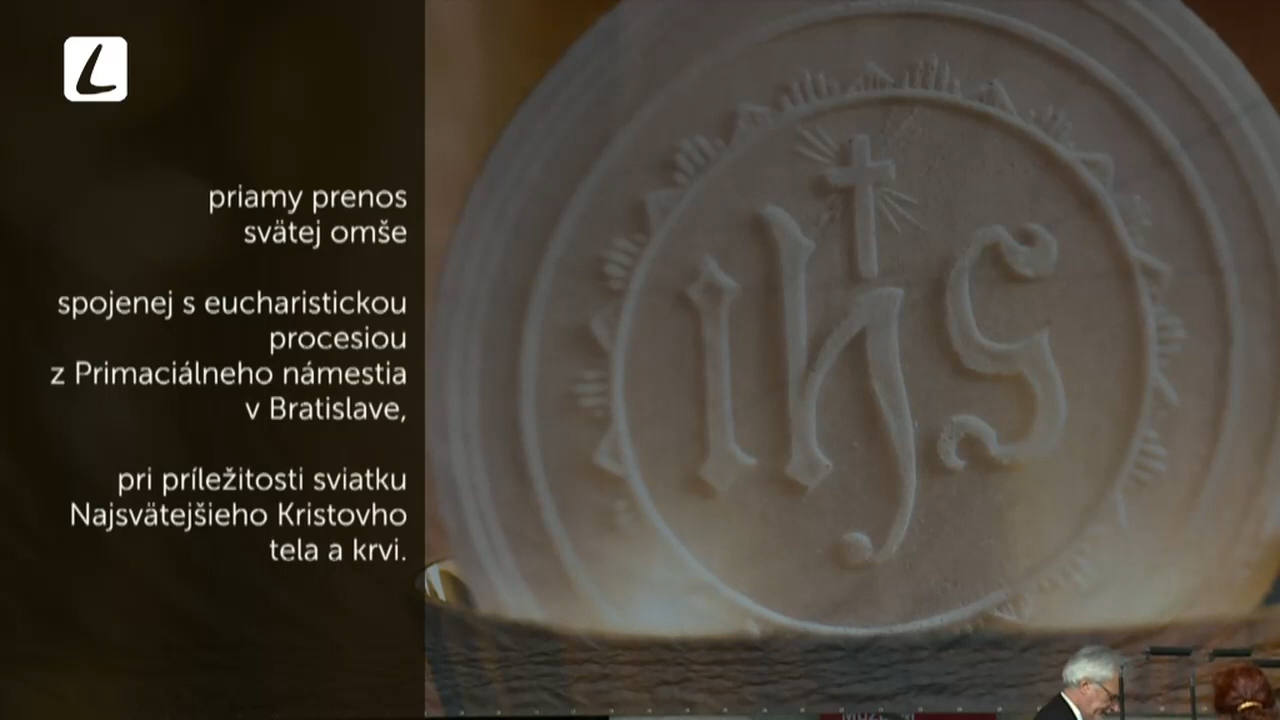 L
priamy prenos
svätej omše
spojenej s eucharistickou
procesiou
z Primaciálneho námestia
v Bratislave,
pri príležitosti sviatku
Najsvätejšieho Kristovho
tela a krvi.
ihS